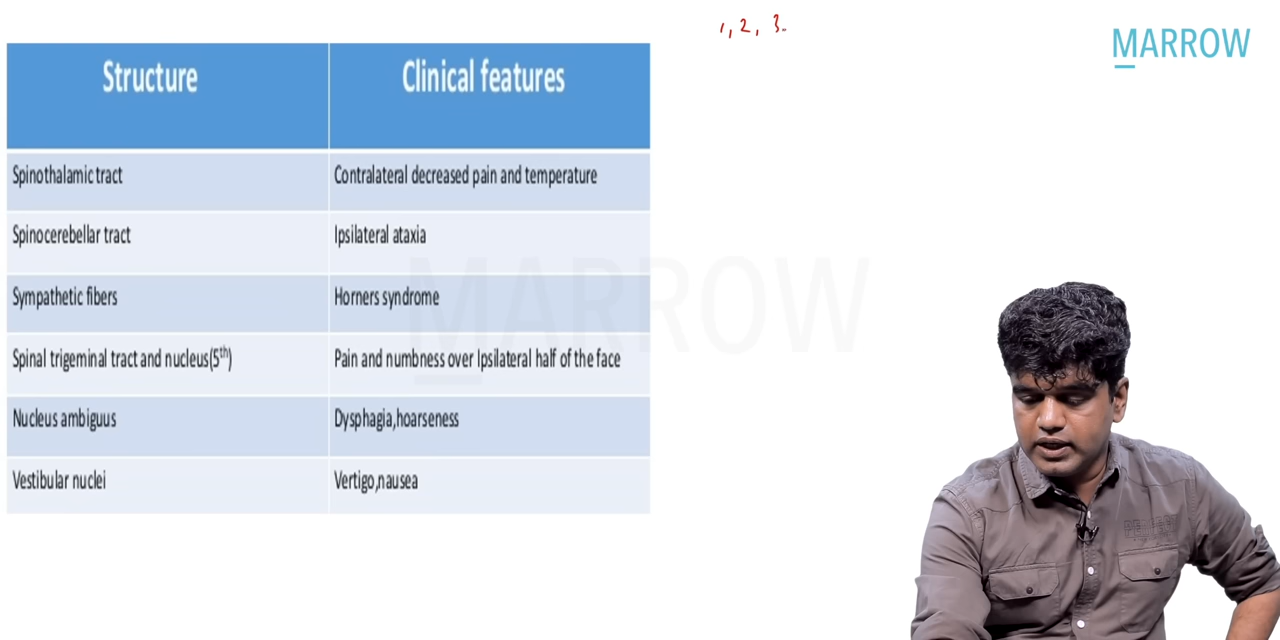 1, 2, 3.
MARROW
Structure Clinical features
Spinothalamic tract Contralateral decreased pain and temperature
Spinocerebellar tract Ipsilateral ataxia
Sympathetic fibers Horners syndrome
Spinal trigeminal tract and nucleus(5th) Pain and numbness over Ipsilateral half of the face
Nucleus ambiguus Dysphagia,hoarseness
Vestibular nuclei Vertigo,nausea
MARROW